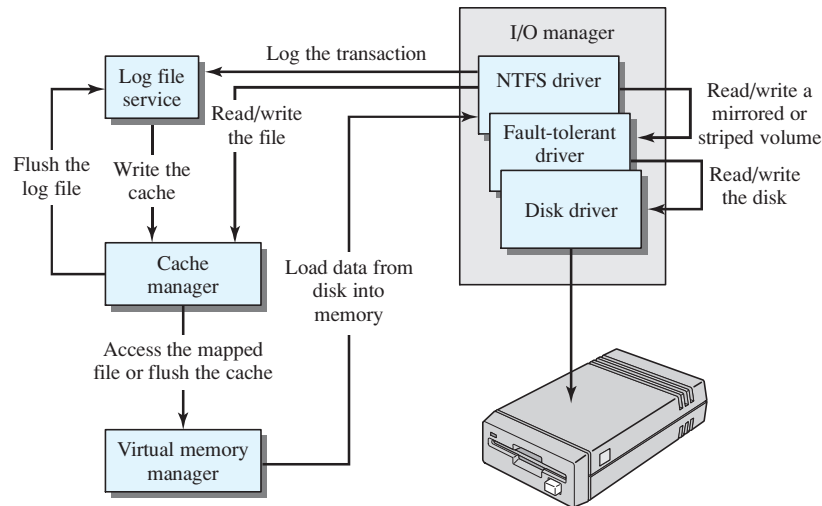 I/O manager
Log the transaction
Log file
service
NTFS driver
Read/write
the file
Read/write a
mirrored or
striped volume
Fault-tolerant
driver
Flush the
log file
Write the
cache
Read/write
the disk
Disk driver
Cache
manager
Load data from
disk into
memory
Access the mapped
file or flush the cache
Virtual memory
manager